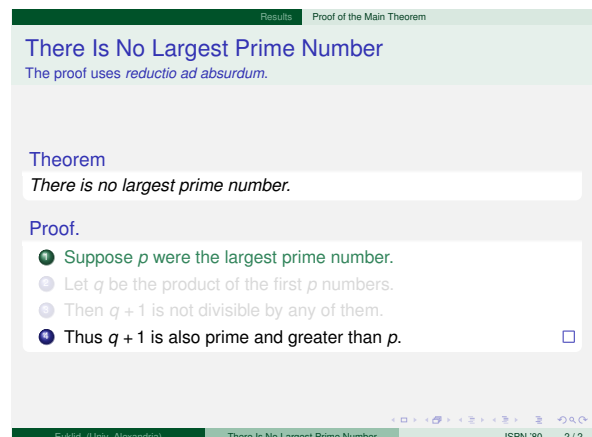 Results Proof of the Main Theorem
There Is No Largest Prime Number
The proof uses reductio ad absurdum.
Theorem
There is no largest prime number.
Proof.
1 Suppose p were the largest prime number.
2 Let q be the product of the first p numbers.
3 Then q + 1 is not divisible by any of them.
4 Thus q + 1 is also prime and greater than p.
Euklid (Univ. Alexandria) There Is No Largest Prime Number ISPN '80 2 / 2